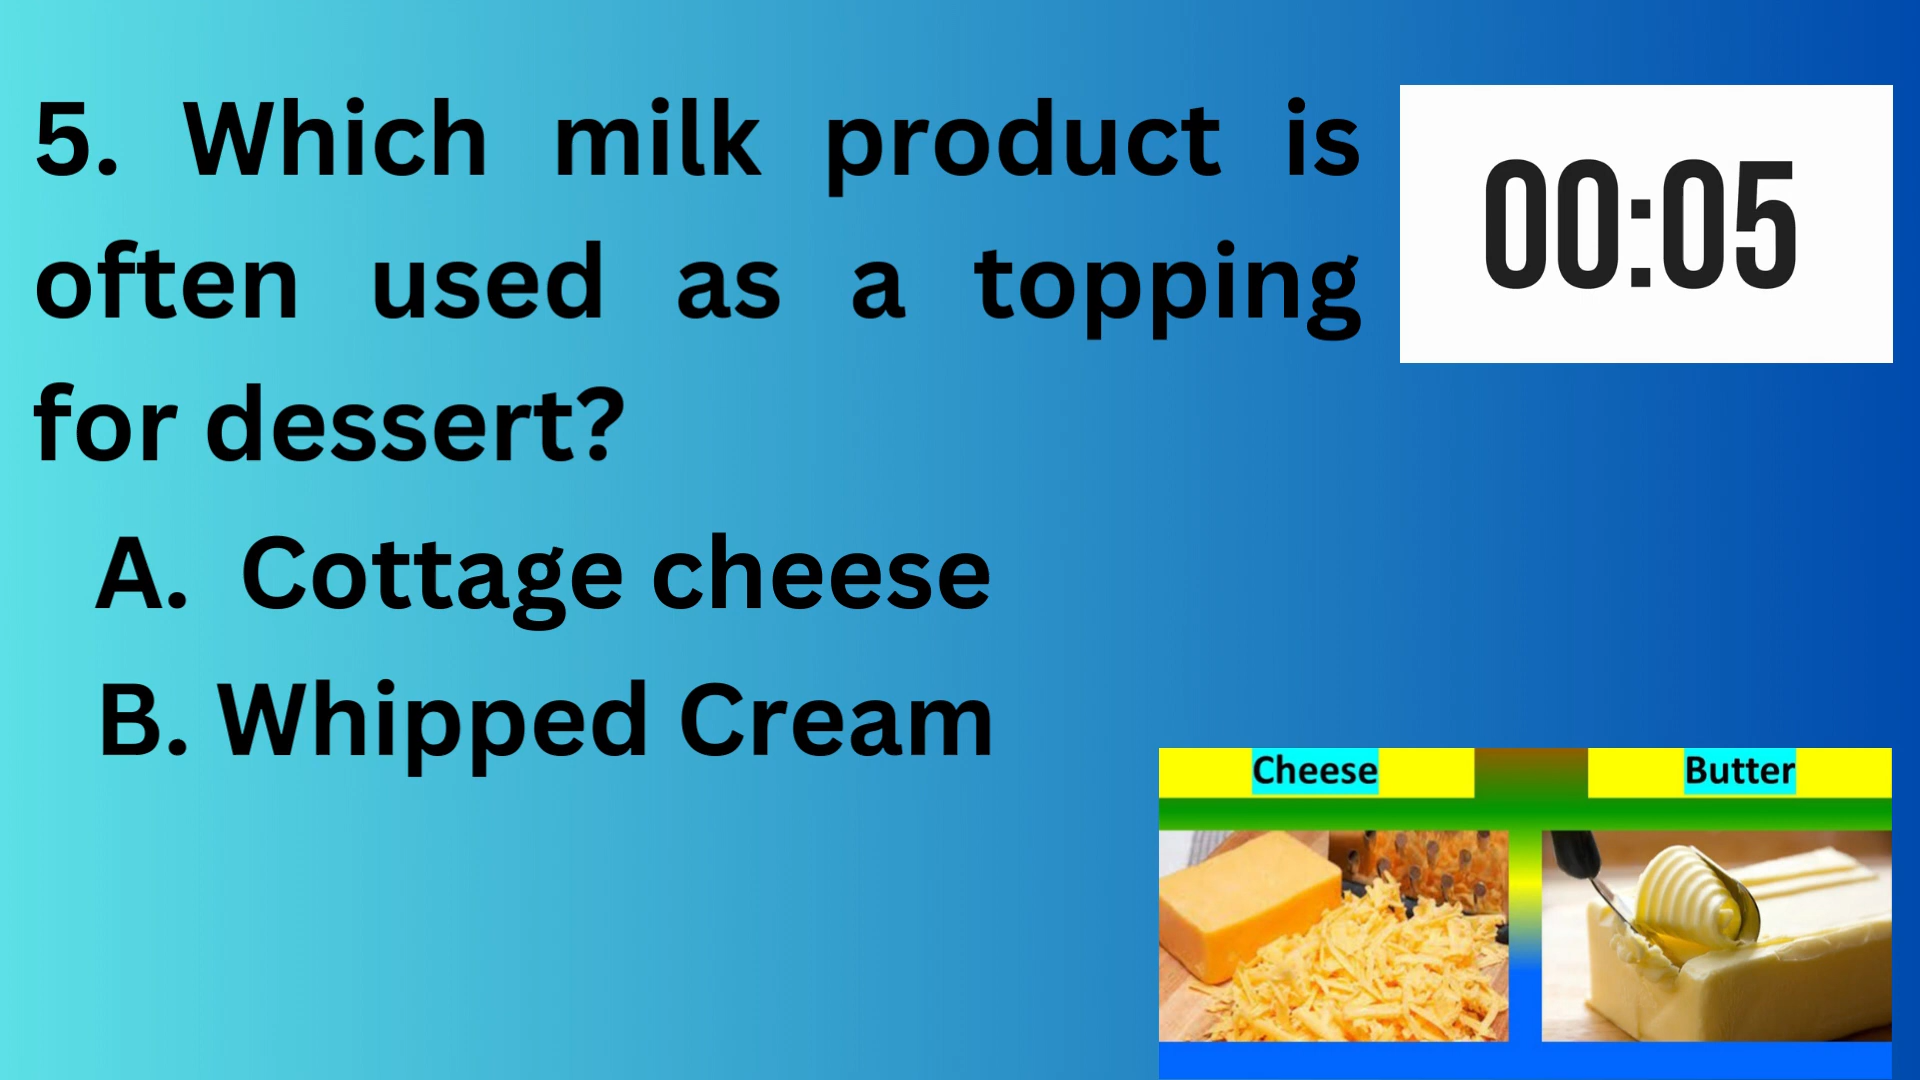 5. Which milk product is
often used as a topping
for dessert?
A. Cottage cheese
B. Whipped Cream
00:05
Cheese
Butter